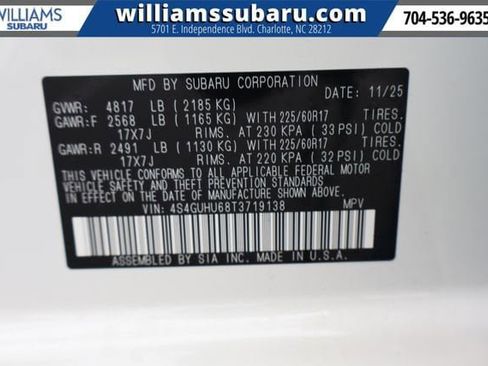 WILLIAMS
SUBARU
williamssubaru.com
5701 E. Independence Blvd. Charlotte, NC 28212
704-536-9635
MFD BY SUBARU CORPORATION
DATE: 11/25
GVWR: 4817 LB (2185 KG)
GAWR:F 2568 LB (1165 KG) WITH 225/60R17 TIRES.
17X7J RIMS. AT 230 KPA (33 PSI) COLD
GAWR:R 2491 LB (1130 KG) WITH 225/60R17 TIRES.
17X7J RIMS. AT 220 KPA (32 PSI) COLD
THIS VEHICLE CONFORMS TO ALL APPLICABLE FEDERAL MOTOR
VEHICLE SAFETY AND THEFT PREVENTION STANDARDS IN EFFECT
ON THE DATE OF MANUFACTURE SHOWN ABOVE.
VIN: 4S4GUHU68T3719138 MPV
ASSEMBLED BY SIA INC. MADE IN U.S.A.